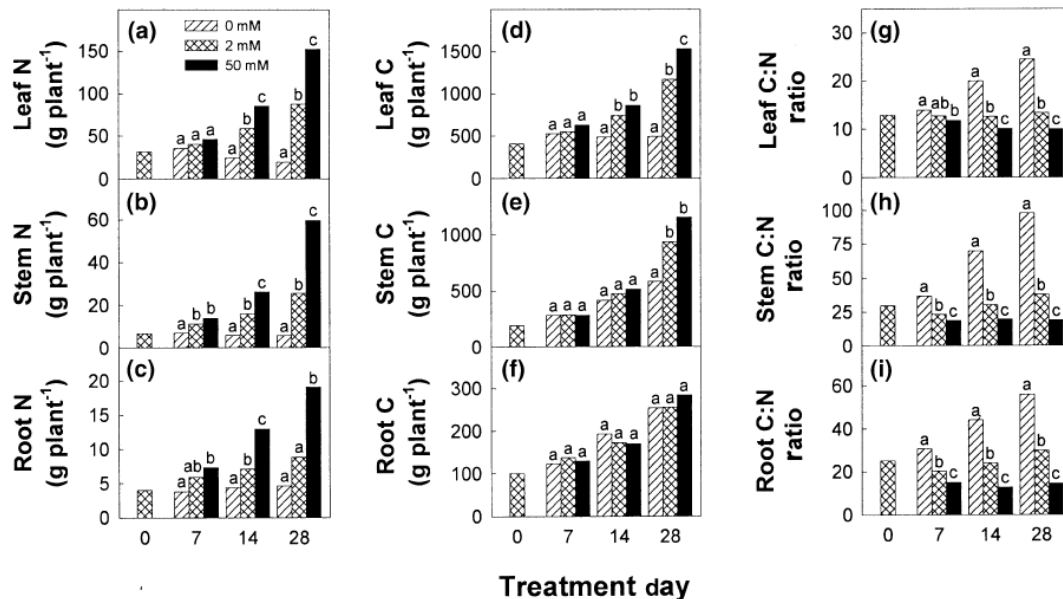 (a)
0 mM
2 mM
50 mM
Leaf N
(g plant⁻¹)
150
100
50
0
a a a
a b c
a b c
(b)
Stem N
(g plant⁻¹)
60
40
20
0
a b b
a b c
a b c
(c)
Root N
(g plant⁻¹)
20
15
10
5
0
a ab b
a b c
a a b
0 7 14 28
(d)
Leaf C
(g plant⁻¹)
1500
1000
500
0
a a a
a b b
a b c
(e)
Stem C
(g plant⁻¹)
1000
500
0
a a a
a a a
a b b
(f)
Root C
(g plant⁻¹)
300
200
100
0
a a a
a a a
a a a
0 7 14 28
(g)
Leaf C:N
ratio
30
20
10
0
a ab b
a b c
a b c
(h)
Stem C:N
ratio
100
75
50
25
0
a b c
a b c
a b c
(i)
Root C:N
ratio
60
40
20
0
a b c
a b c
a b c
0 7 14 28
Treatment day